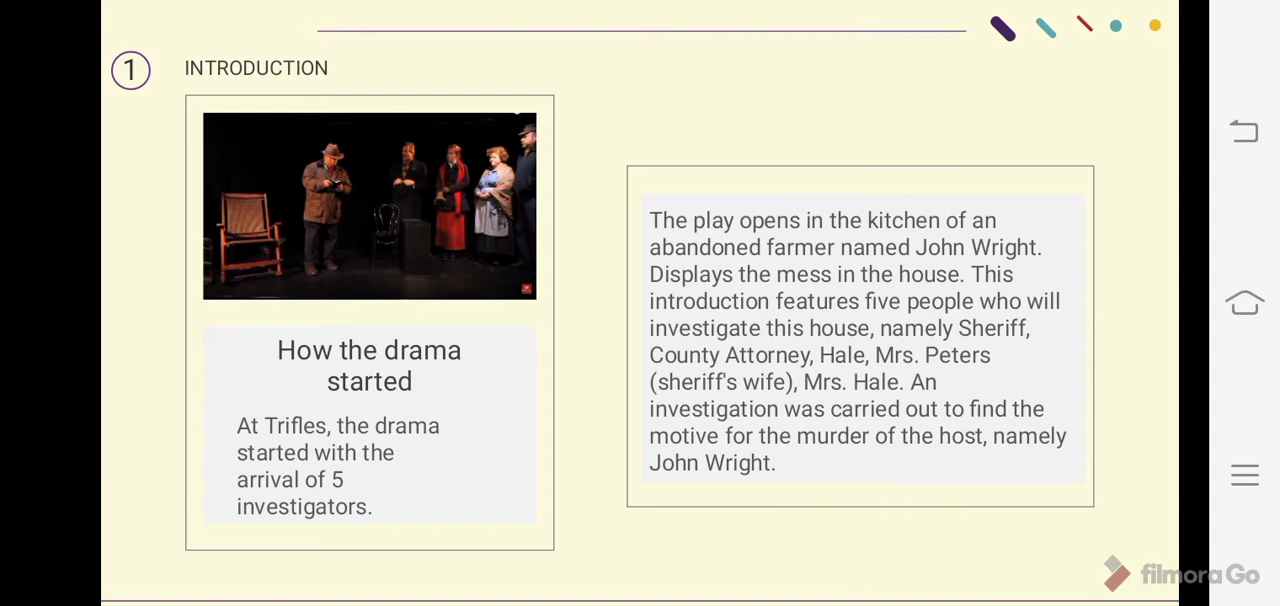 1
INTRODUCTION
How the drama
started
At Trifles, the drama
started with the
arrival of 5
investigators.
The play opens in the kitchen of an
abandoned farmer named John Wright.
Displays the mess in the house. This
introduction features five people who will
investigate this house, namely Sheriff,
County Attorney, Hale, Mrs. Peters
(sheriff's wife), Mrs. Hale. An
investigation was carried out to find the
motive for the murder of the host, namely
John Wright.
filmoraGo